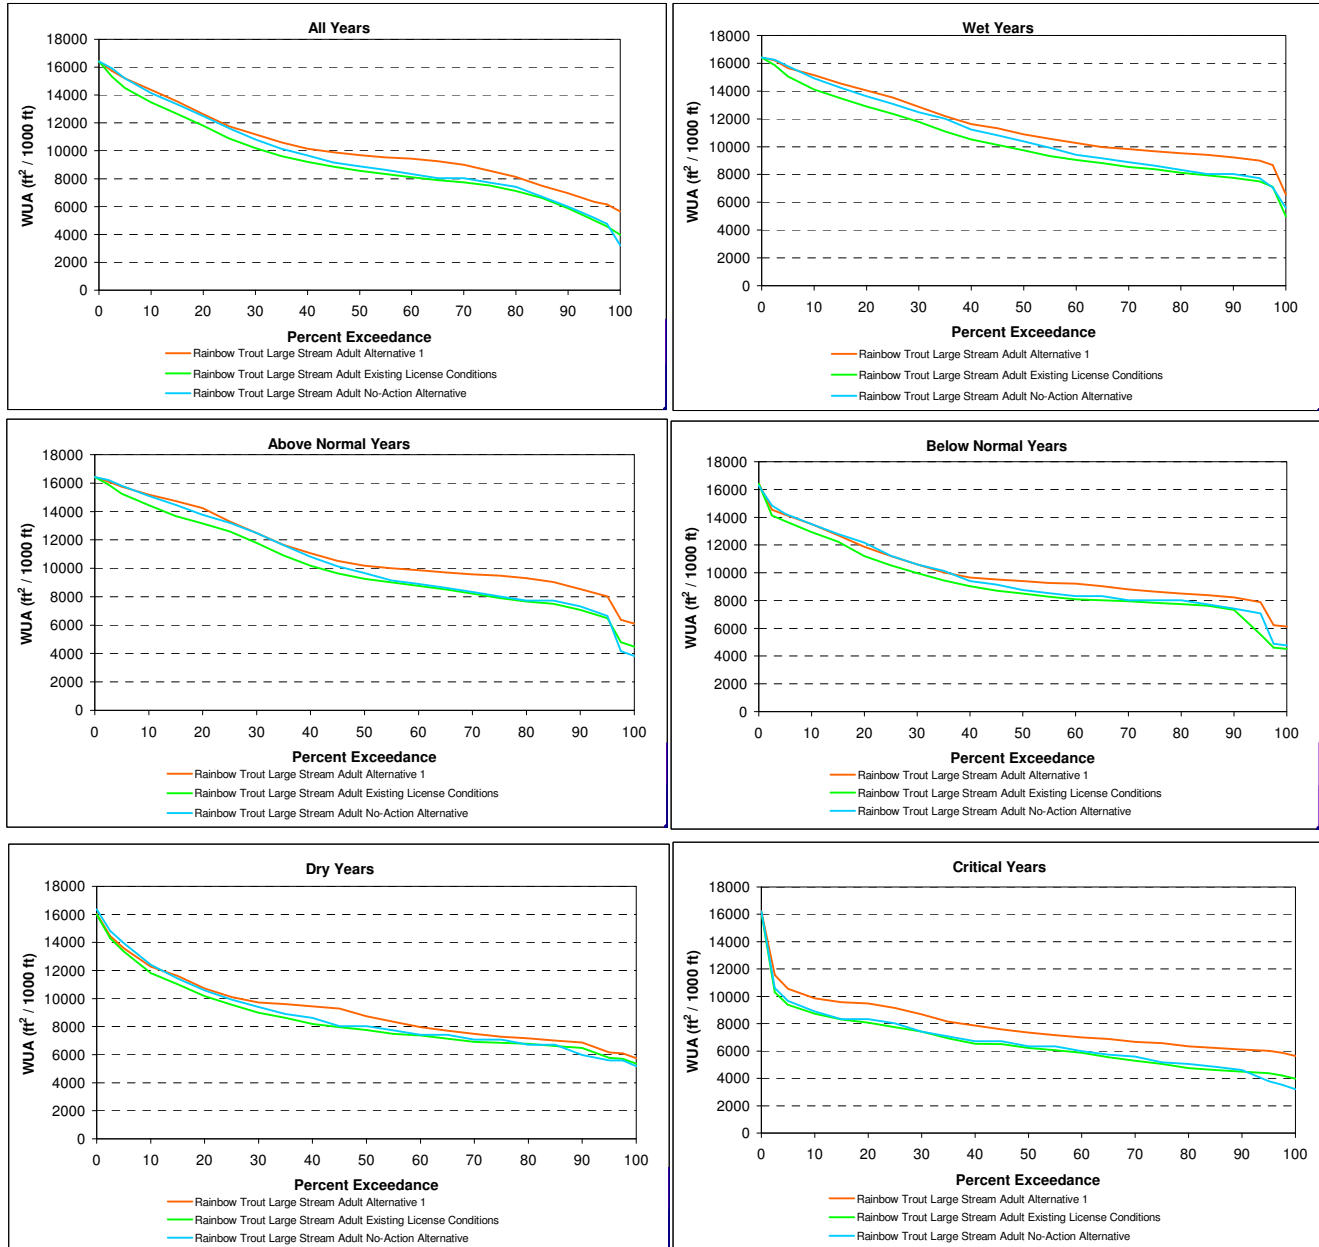 All Years
18000
16000
14000
12000
10000
8000
6000
4000
2000
0
WUA (ft² / 1000 ft)
0 10 20 30 40 50 60 70 80 90 100
Percent Exceedance
Rainbow Trout Large Stream Adult Alternative 1
Rainbow Trout Large Stream Adult Existing License Conditions
Rainbow Trout Large Stream Adult No-Action Alternative
Wet Years
18000
16000
14000
12000
10000
8000
6000
4000
2000
0
WUA (ft² / 1000 ft)
0 10 20 30 40 50 60 70 80 90 100
Percent Exceedance
Rainbow Trout Large Stream Adult Alternative 1
Rainbow Trout Large Stream Adult Existing License Conditions
Rainbow Trout Large Stream Adult No-Action Alternative
Above Normal Years
18000
16000
14000
12000
10000
8000
6000
4000
2000
0
WUA (ft² / 1000 ft)
0 10 20 30 40 50 60 70 80 90 100
Percent Exceedance
Rainbow Trout Large Stream Adult Alternative 1
Rainbow Trout Large Stream Adult Existing License Conditions
Rainbow Trout Large Stream Adult No-Action Alternative
Below Normal Years
18000
16000
14000
12000
10000
8000
6000
4000
2000
0
WUA (ft² / 1000 ft)
0 10 20 30 40 50 60 70 80 90 100
Percent Exceedance
Rainbow Trout Large Stream Adult Alternative 1
Rainbow Trout Large Stream Adult Existing License Conditions
Rainbow Trout Large Stream Adult No-Action Alternative
Dry Years
18000
16000
14000
12000
10000
8000
6000
4000
2000
0
WUA (ft² / 1000 ft)
0 10 20 30 40 50 60 70 80 90 100
Percent Exceedance
Rainbow Trout Large Stream Adult Alternative 1
Rainbow Trout Large Stream Adult Existing License Conditions
Rainbow Trout Large Stream Adult No-Action Alternative
Critical Years
18000
16000
14000
12000
10000
8000
6000
4000
2000
0
WUA (ft² / 1000 ft)
0 10 20 30 40 50 60 70 80 90 100
Percent Exceedance
Rainbow Trout Large Stream Adult Alternative 1
Rainbow Trout Large Stream Adult Existing License Conditions
Rainbow Trout Large Stream Adult No-Action Alternative